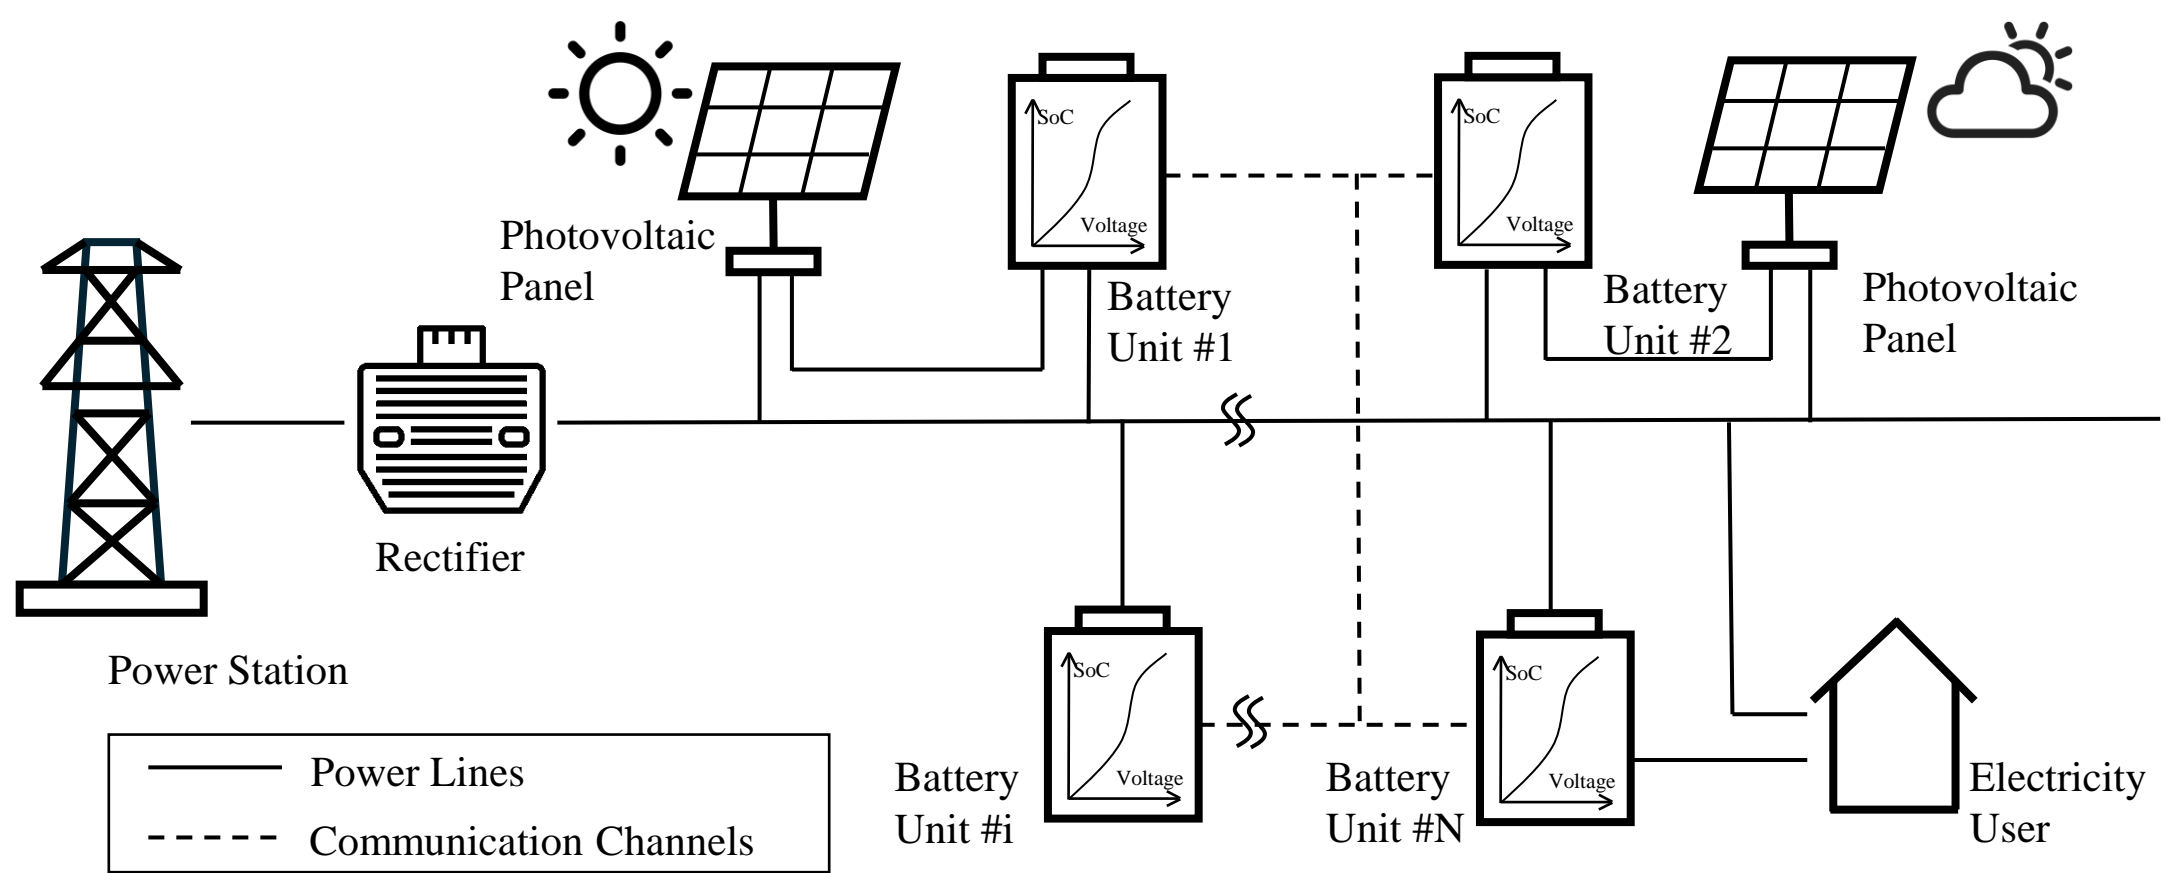 SoC
Voltage
SoC
Voltage
Photovoltaic
Panel
Battery
Unit #1
Battery
Unit #2
Photovoltaic
Panel
Rectifier
Power Station
SoC
Voltage
SoC
Voltage
Battery
Unit #i
Battery
Unit #N
Electricity
User
Power Lines
Communication Channels